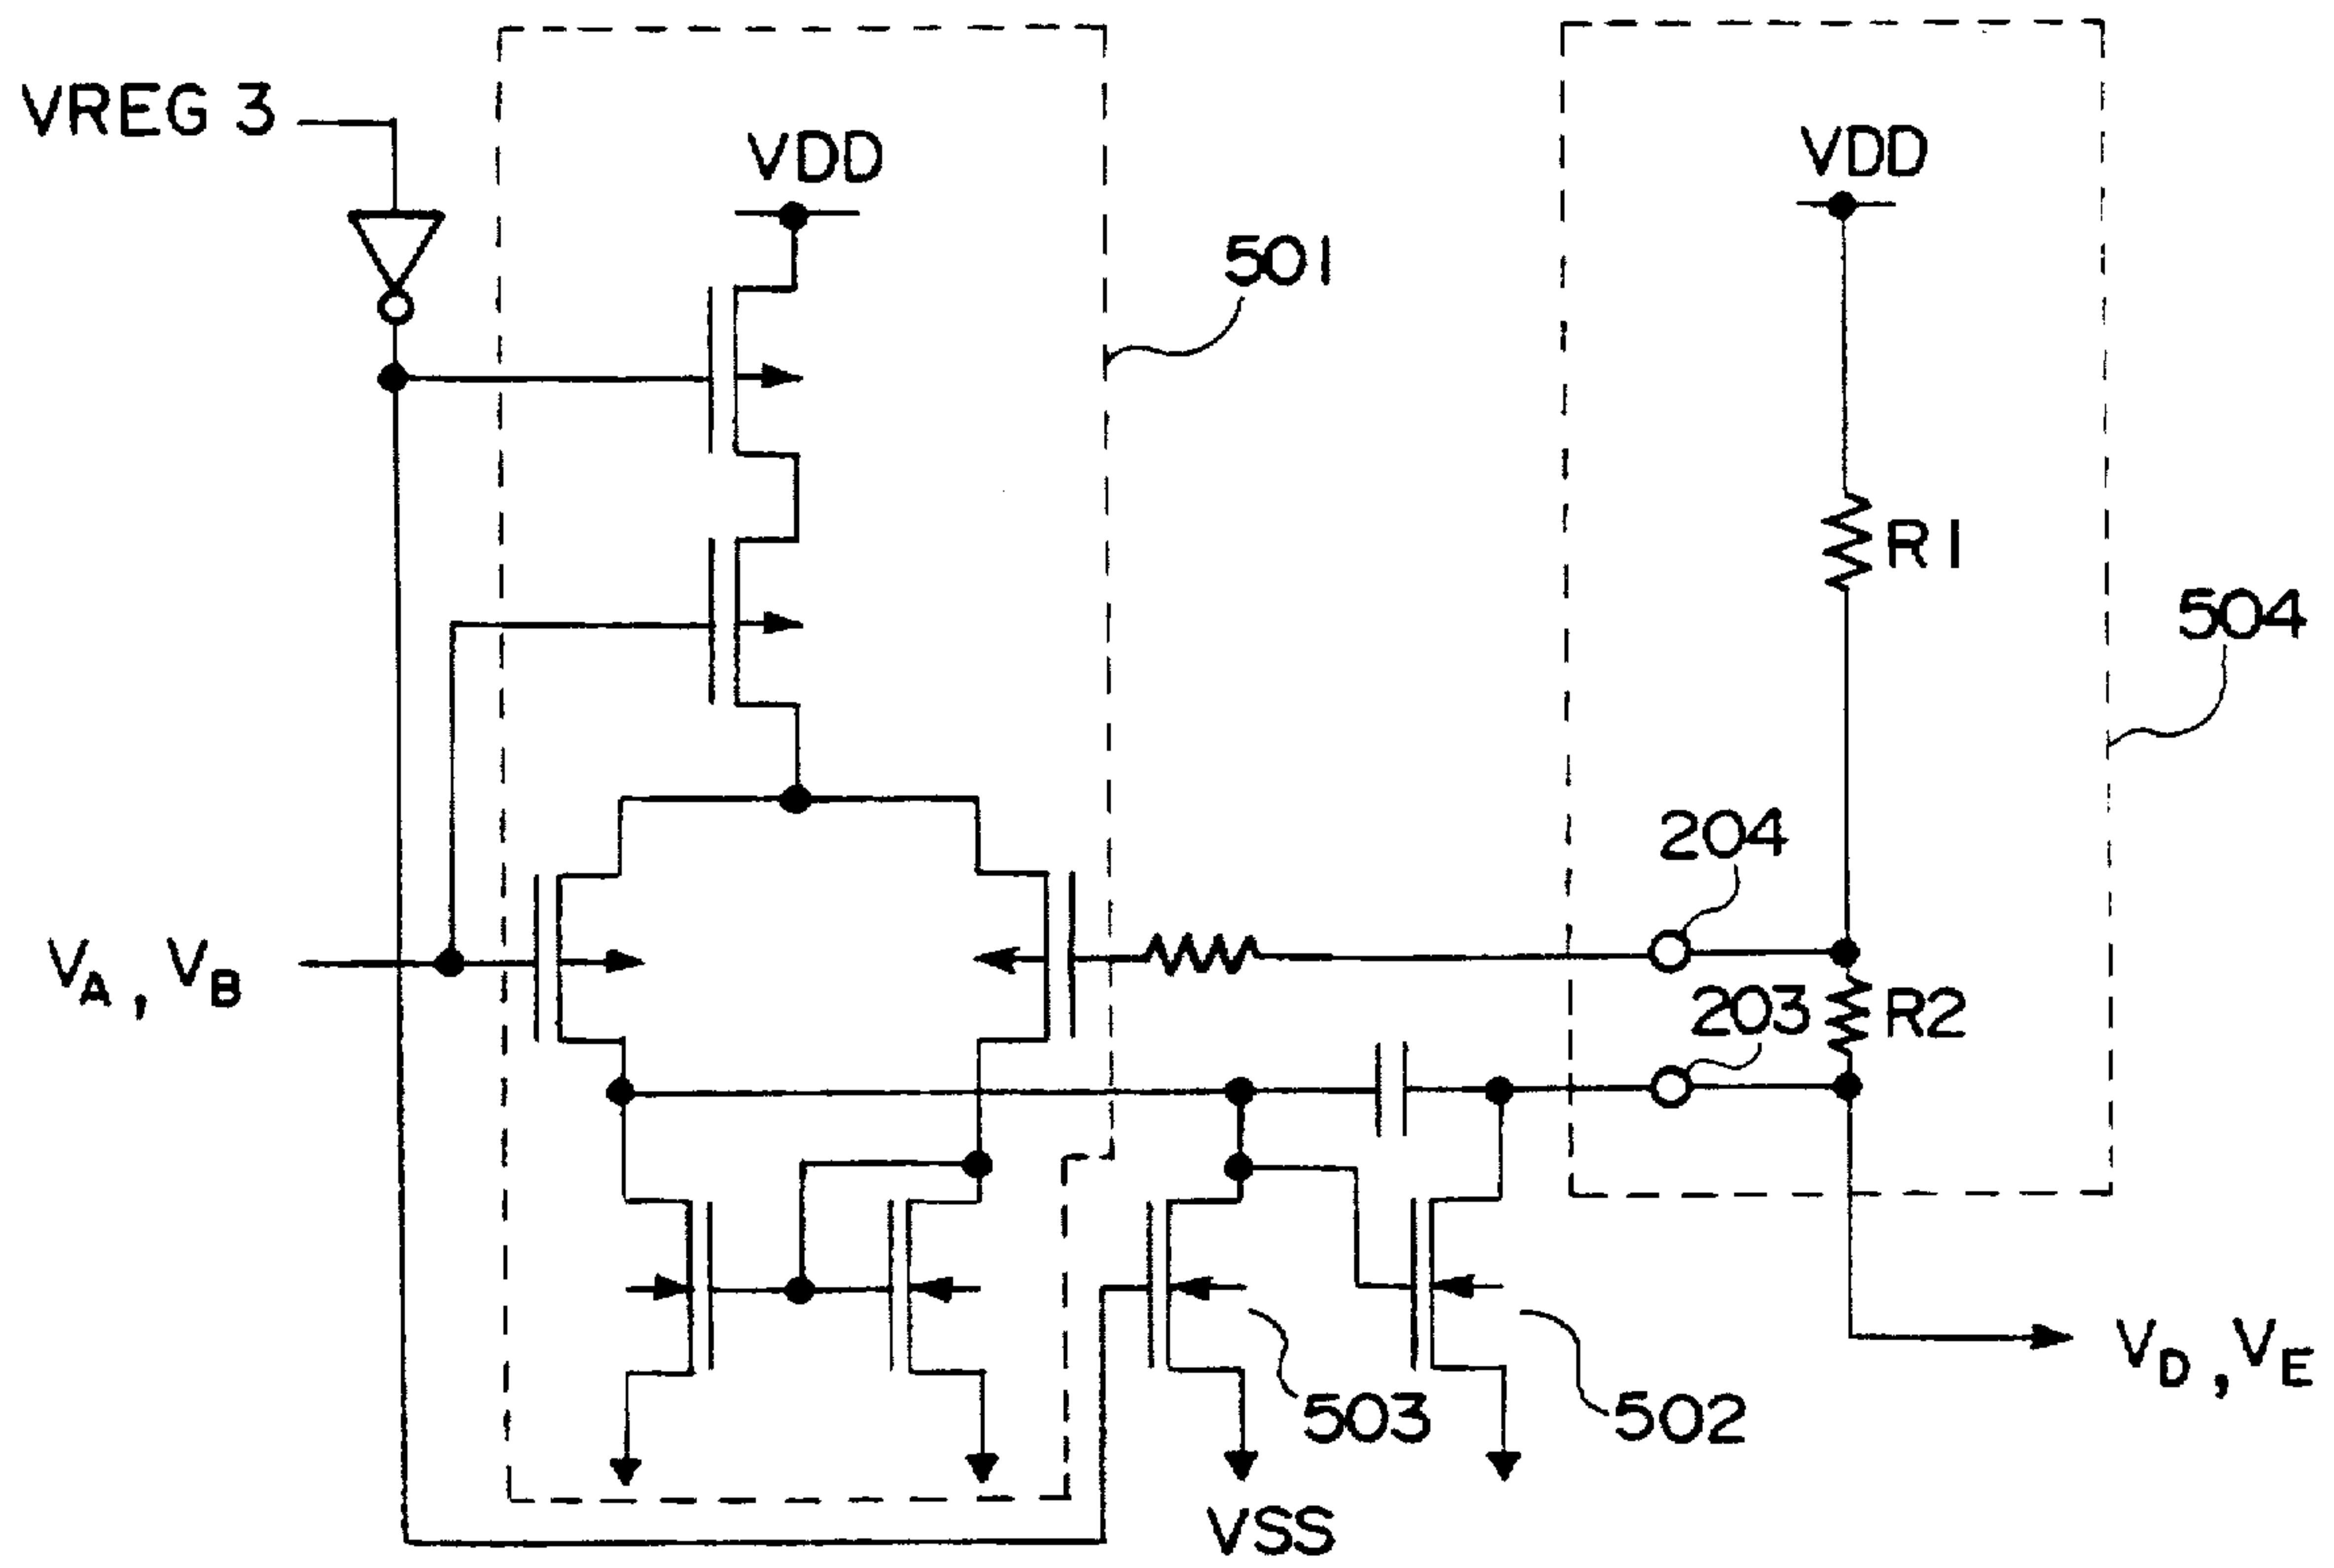 VREG 3
VDD
VDD
501
R1
504
204
VA, VB
203
R2
VD, VE
503
502
VSS